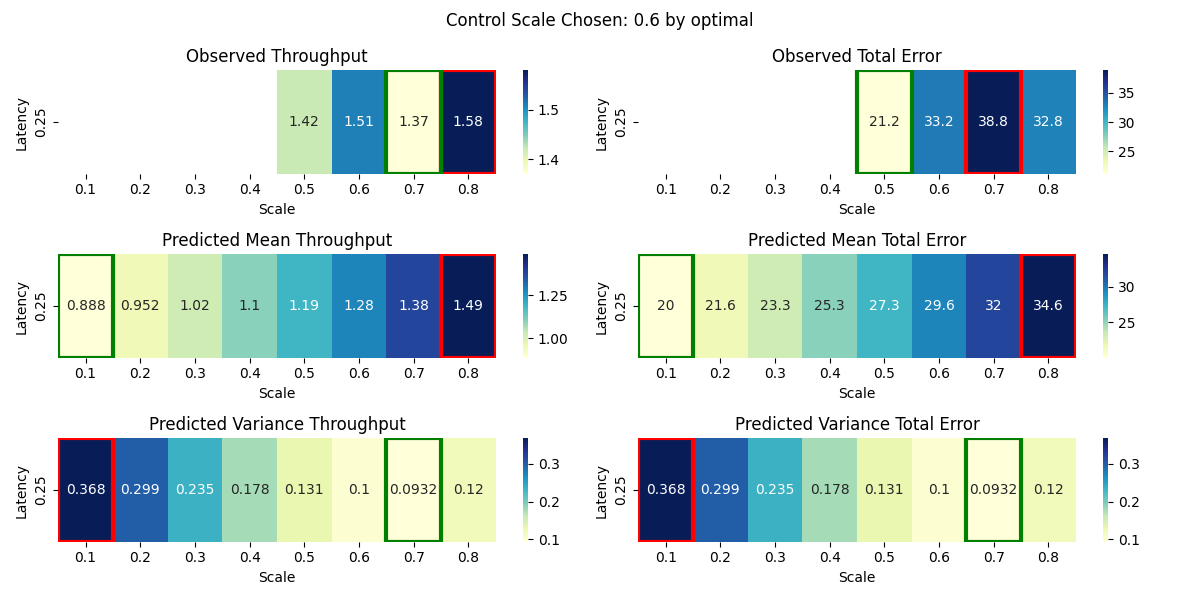 Control Scale Chosen: 0.6 by optimal
Observed Throughput
Latency
0.25
1.42 1.51 1.37 1.58
1.5
1.4
0.1 0.2 0.3 0.4 0.5 0.6 0.7 0.8
Scale
Observed Total Error
Latency
0.25
21.2 33.2 38.8 32.8
35
30
25
0.1 0.2 0.3 0.4 0.5 0.6 0.7 0.8
Scale
Predicted Mean Throughput
Latency
0.25
0.888 0.952 1.02 1.1 1.19 1.28 1.38 1.49
1.25
1.00
0.1 0.2 0.3 0.4 0.5 0.6 0.7 0.8
Scale
Predicted Mean Total Error
Latency
0.25
20 21.6 23.3 25.3 27.3 29.6 32 34.6
30
25
0.1 0.2 0.3 0.4 0.5 0.6 0.7 0.8
Scale
Predicted Variance Throughput
Latency
0.25
0.368 0.299 0.235 0.178 0.131 0.1 0.0932 0.12
0.3
0.2
0.1
0.1 0.2 0.3 0.4 0.5 0.6 0.7 0.8
Scale
Predicted Variance Total Error
Latency
0.25
0.368 0.299 0.235 0.178 0.131 0.1 0.0932 0.12
0.3
0.2
0.1
0.1 0.2 0.3 0.4 0.5 0.6 0.7 0.8
Scale